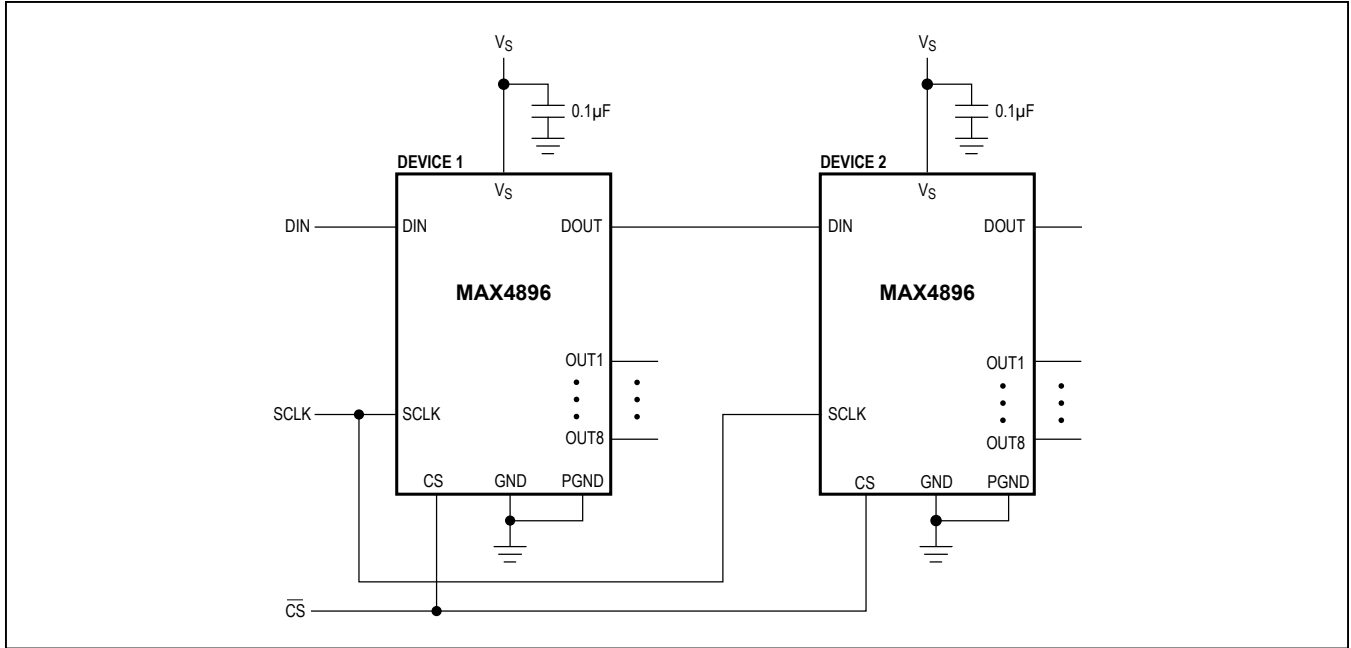 VS VS
0.1µF 0.1µF
DEVICE 1 DEVICE 2
VS VS
DIN DIN DOUT DIN DOUT
MAX4896 MAX4896
OUT1 OUT1
SCLK SCLK SCLK
OUT8 OUT8
CS GND PGND CS GND PGND
C̅S̅